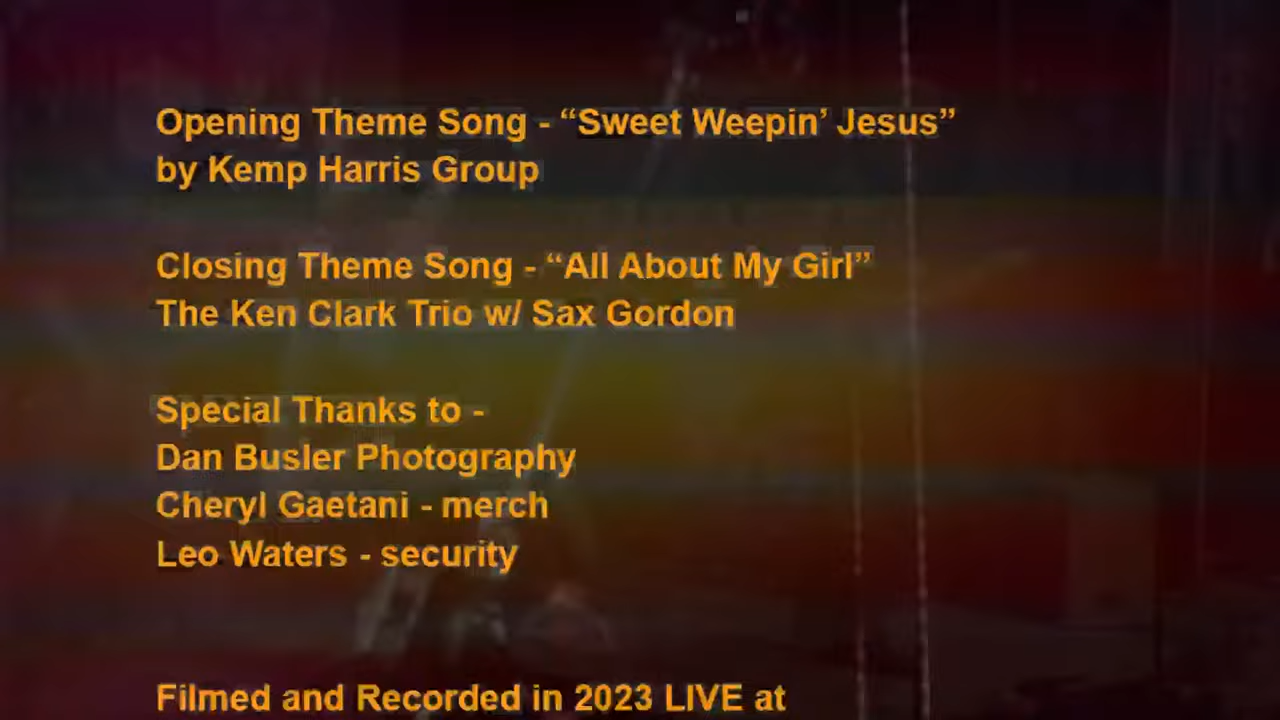 Opening Theme Song - “Sweet Weepin’ Jesus”
by Kemp Harris Group
Closing Theme Song - “All About My Girl”
The Ken Clark Trio w/ Sax Gordon
Special Thanks to -
Dan Busler Photography
Cheryl Gaetani - merch
Leo Waters - security
Filmed and Recorded in 2023 LIVE at